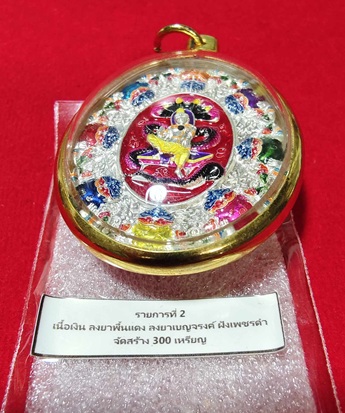 รายการที่ 2
เนื้อเงิน ลงยาพื้นแดง ลงยาเบญจรงค์ ฝังเพชรดำ
จัดสร้าง 300 เหรียญ